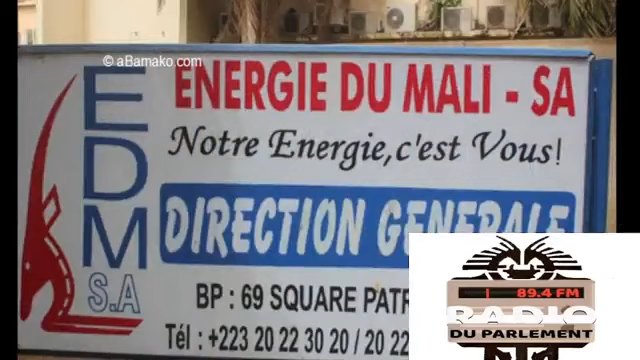 © aBamako.com
EDM
S.A
ENERGIE DU MALI - SA
Notre Energie, c'est Vous!
DIRECTION GENERALE
BP : 69 SQUARE PATR
Tél : +223 20 22 30 20 / 20 22
89.4 FM
RADIO
DU PARLEMENT